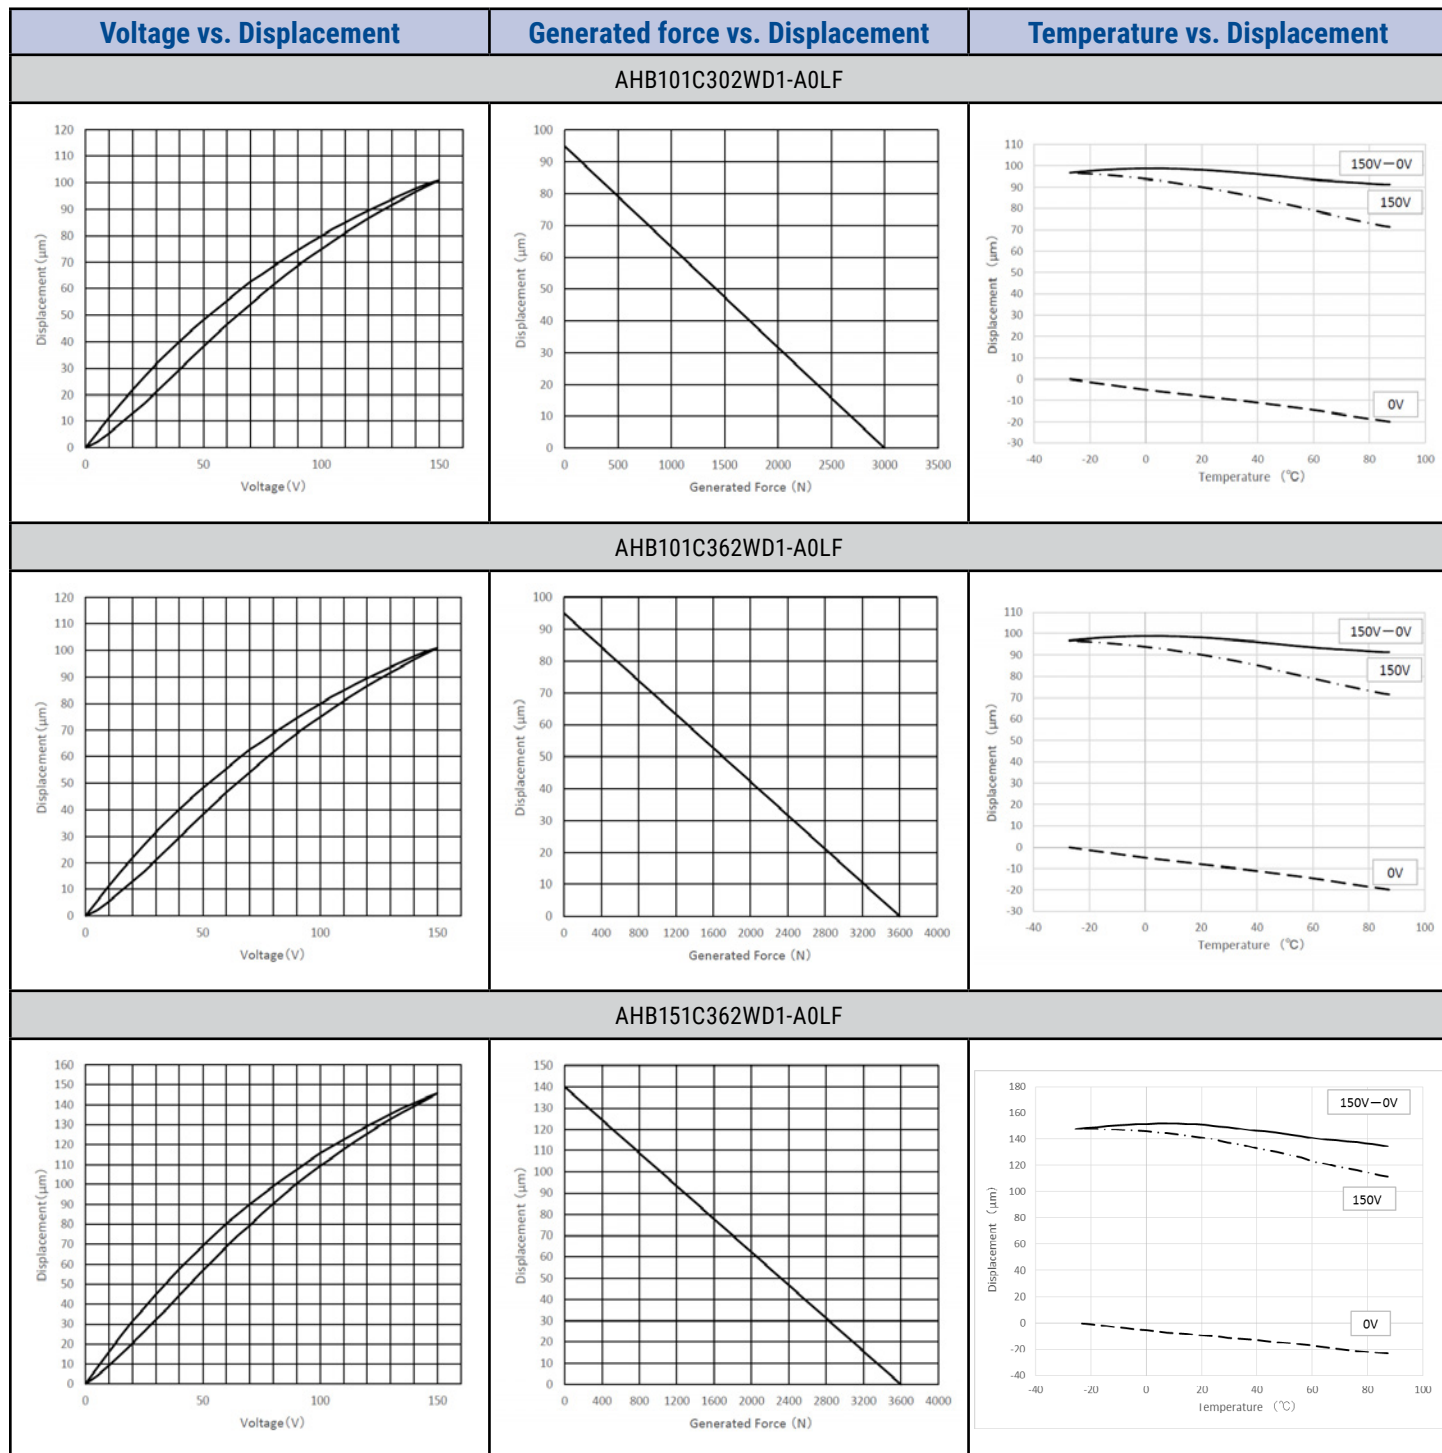 Voltage vs. Displacement
Generated force vs. Displacement
Temperature vs. Displacement
AHB101C302WD1-A0LF
120
110
100
90
80
70
60
50
40
30
20
10
0
0 50 100 150
Displacement (μm)
Voltage(V)
100
90
80
70
60
50
40
30
20
10
0
0 500 1000 1500 2000 2500 3000 3500
Displacement (μm)
Generated Force (N)
110
100
90
80
70
60
50
40
30
20
10
0
-10
-20
-30
-40 -20 0 20 40 60 80 100
Displacement (μm)
Temperature (℃)
150V－0V
150V
0V
AHB101C362WD1-A0LF
120
110
100
90
80
70
60
50
40
30
20
10
0
0 50 100 150
Displacement (μm)
Voltage(V)
100
90
80
70
60
50
40
30
20
10
0
0 400 800 1200 1600 2000 2400 2800 3200 3600 4000
Displacement (μm)
Generated Force (N)
110
100
90
80
70
60
50
40
30
20
10
0
-10
-20
-30
-40 -20 0 20 40 60 80 100
Displacement (μm)
Temperature (℃)
150V－0V
150V
0V
AHB151C362WD1-A0LF
160
150
140
130
120
110
100
90
80
70
60
50
40
30
20
10
0
0 50 100 150
Displacement (μm)
Voltage(V)
150
140
130
120
110
100
90
80
70
60
50
40
30
20
10
0
0 400 800 1200 1600 2000 2400 2800 3200 3600 4000
Displacement (μm)
Generated Force (N)
180
160
140
120
100
80
60
40
20
0
-20
-40
-40 -20 0 20 40 60 80 100
Displacement (μm)
Temperature (℃)
150V－0V
150V
0V